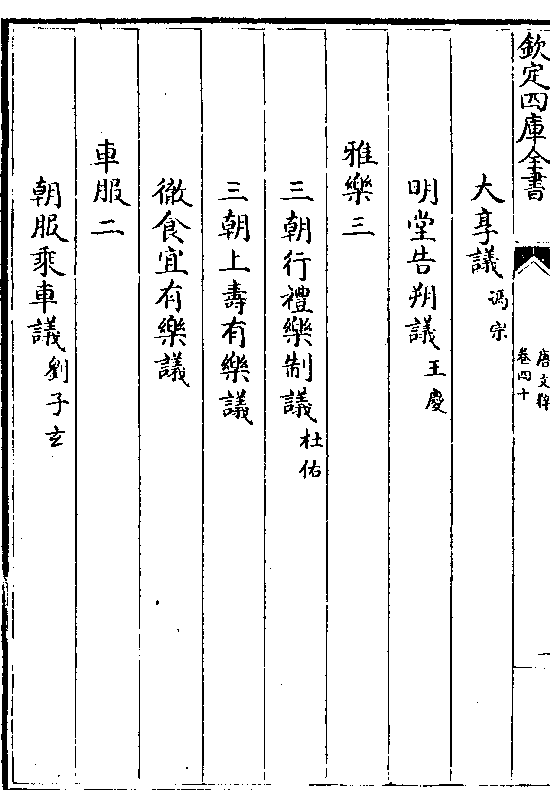 欽定四庫全書
唐文粹
卷四十
一
大享議馮宗
明堂告朔議王慶
雅樂三
三朝行禮樂制議杜佑
三朝上壽有樂議
徹食宜有樂議
車服二
朝服乘車議劉子玄